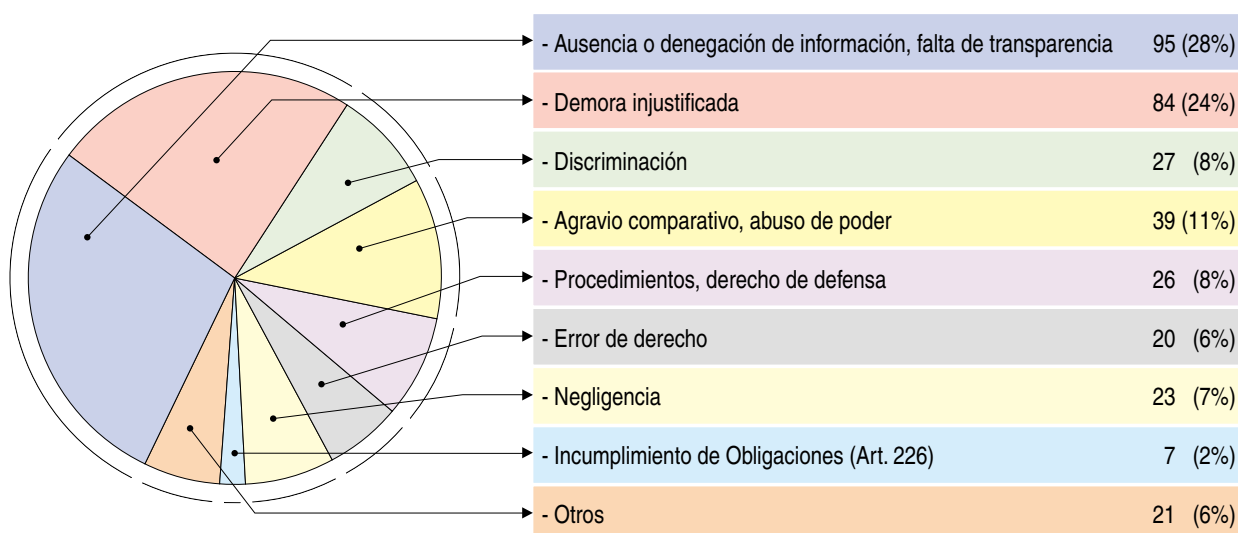 - Ausencia o denegación de información, falta de transparencia 95 (28%)
- Demora injustificada 84 (24%)
- Discriminación 27 (8%)
- Agravio comparativo, abuso de poder 39 (11%)
- Procedimientos, derecho de defensa 26 (8%)
- Error de derecho 20 (6%)
- Negligencia 23 (7%)
- Incumplimiento de Obligaciones (Art. 226) 7 (2%)
- Otros 21 (6%)